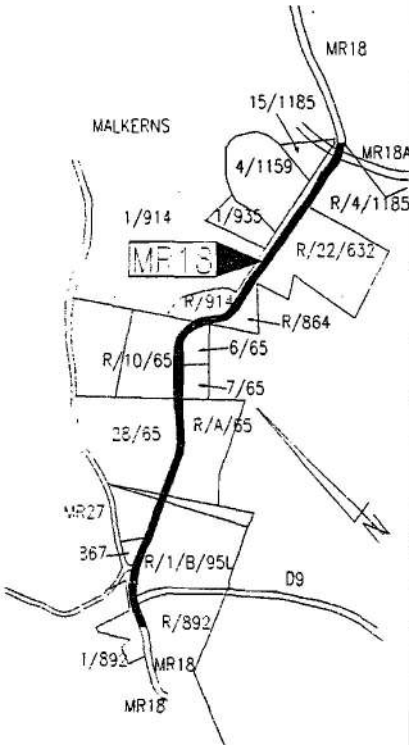 MR18
15/1185
MALKERNS
MR18A
4/1159
R/4/1185
1/914
1/935
R/22/632
MR18
R/914
R/864
6/65
R/10/65
7/65
28/65
R/A/65
MR27
867
R/1/B/95L
D9
R/892
1/892
MR18
MR18
N